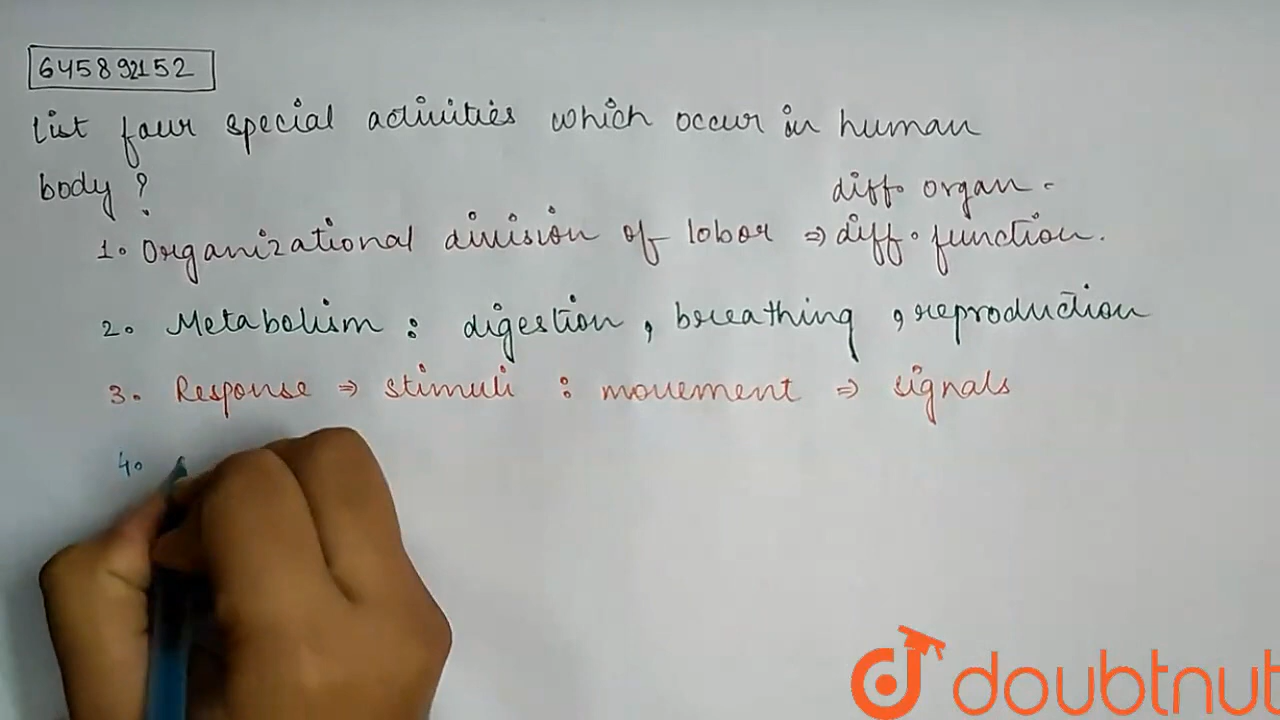 645892152
List four special activities which occur in human
body ?
diff. organ -
1. Organizational division of lobor ⇒ diff. function.
2. Metabolism : digestion , breathing , reproduction
3. Response ⇒ stimuli : movement ⇒ signals
4.
doubtnut